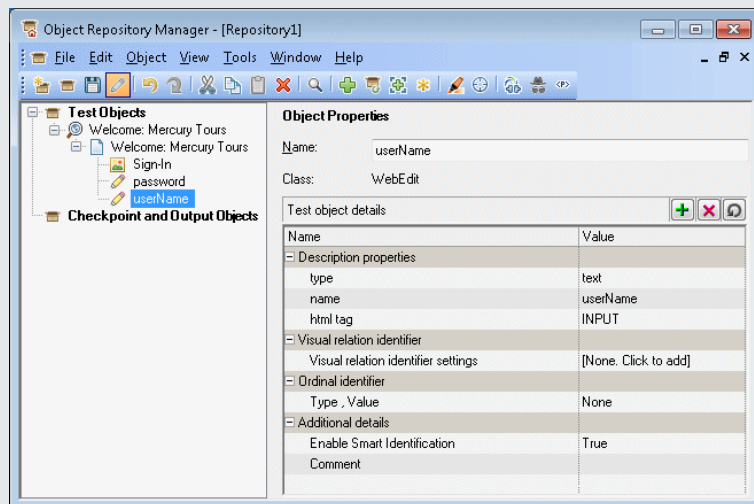 Object Repository Manager - [Repository1]
File Edit Object View Tools Window Help
<P>
Test Objects
Welcome: Mercury Tours
Welcome: Mercury Tours
Sign-In
password
userName
Checkpoint and Output Objects
Object Properties
Name: userName
Class: WebEdit
Test object details
Name Value
Description properties
type text
name userName
html tag INPUT
Visual relation identifier
Visual relation identifier settings [None. Click to add]
Ordinal identifier
Type , Value None
Additional details
Enable Smart Identification True
Comment